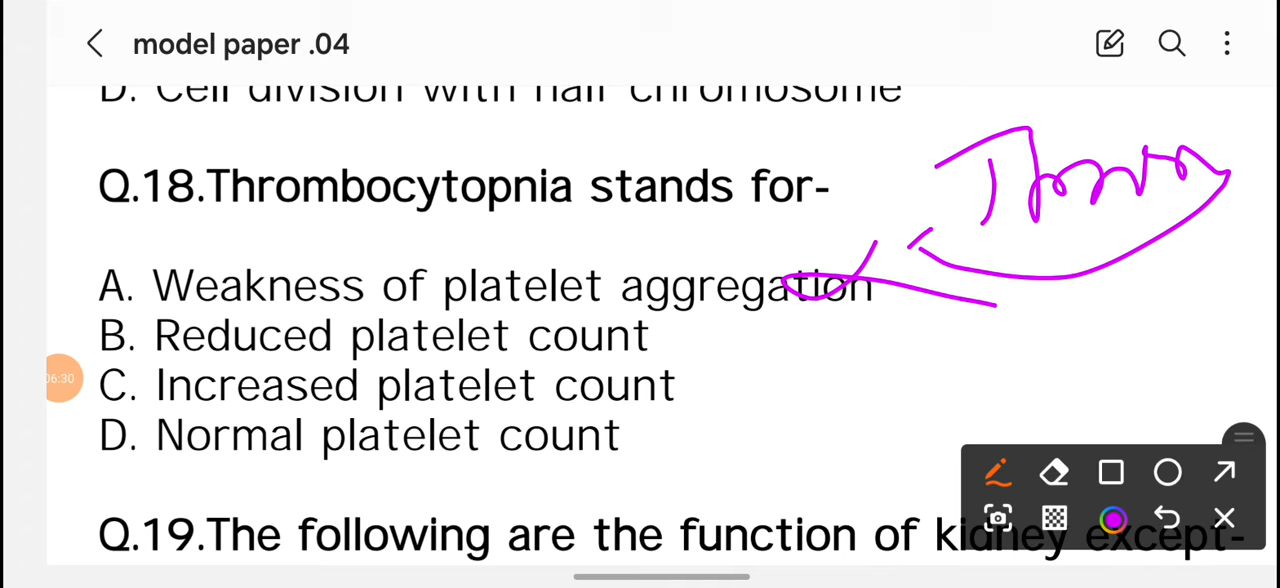 model paper .04
D. Cell division with half chromosome
Q.18.Thrombocytopnia stands for-
A. Weakness of platelet aggregation
B. Reduced platelet count
06:30
C. Increased platelet count
D. Normal platelet count
Q.19.The following are the function of kidney except-